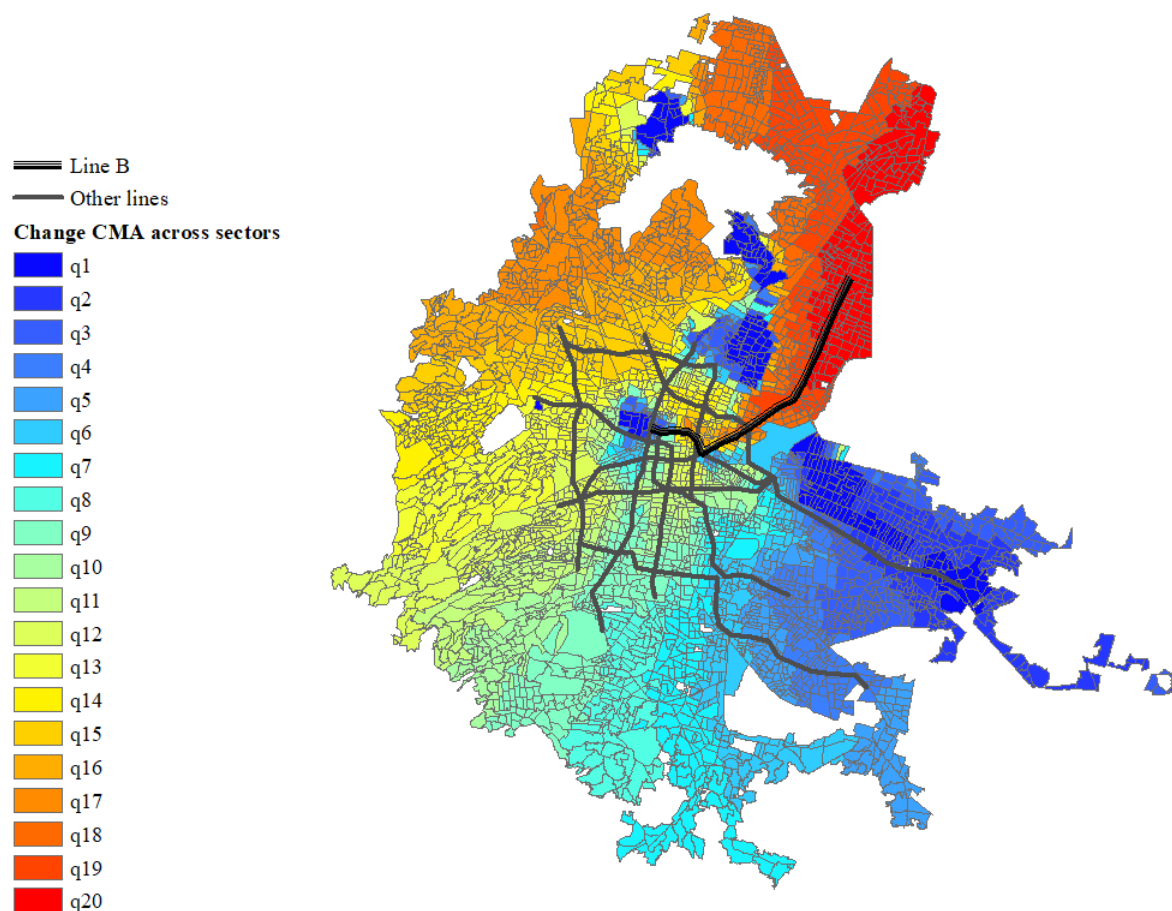 Line B
Other lines
Change CMA across sectors
q1
q2
q3
q4
q5
q6
q7
q8
q9
q10
q11
q12
q13
q14
q15
q16
q17
q18
q19
q20